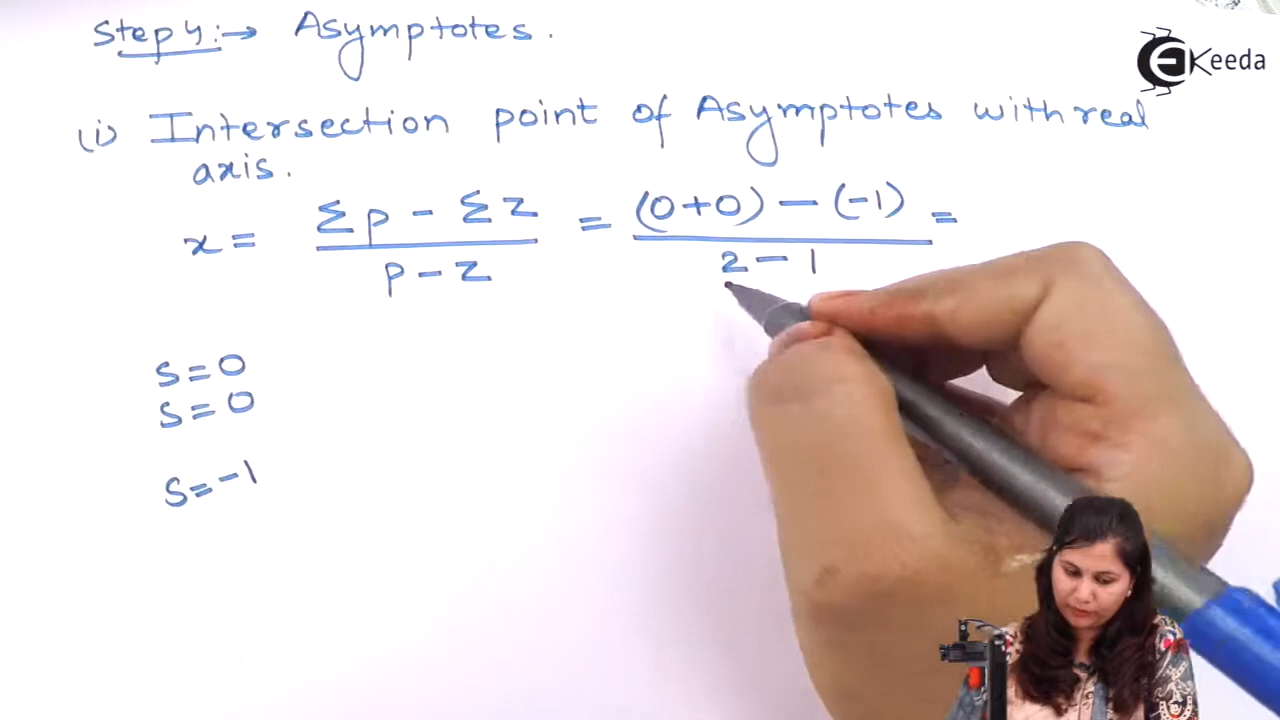 Step 4:→ Asymptotes.
EKeeda
(i) Intersection point of Asymptotes with real
axis.
x = Σp - Σz / p - z = (0+0) - (-1) / 2 - 1 =
s = 0
s = 0
s = -1